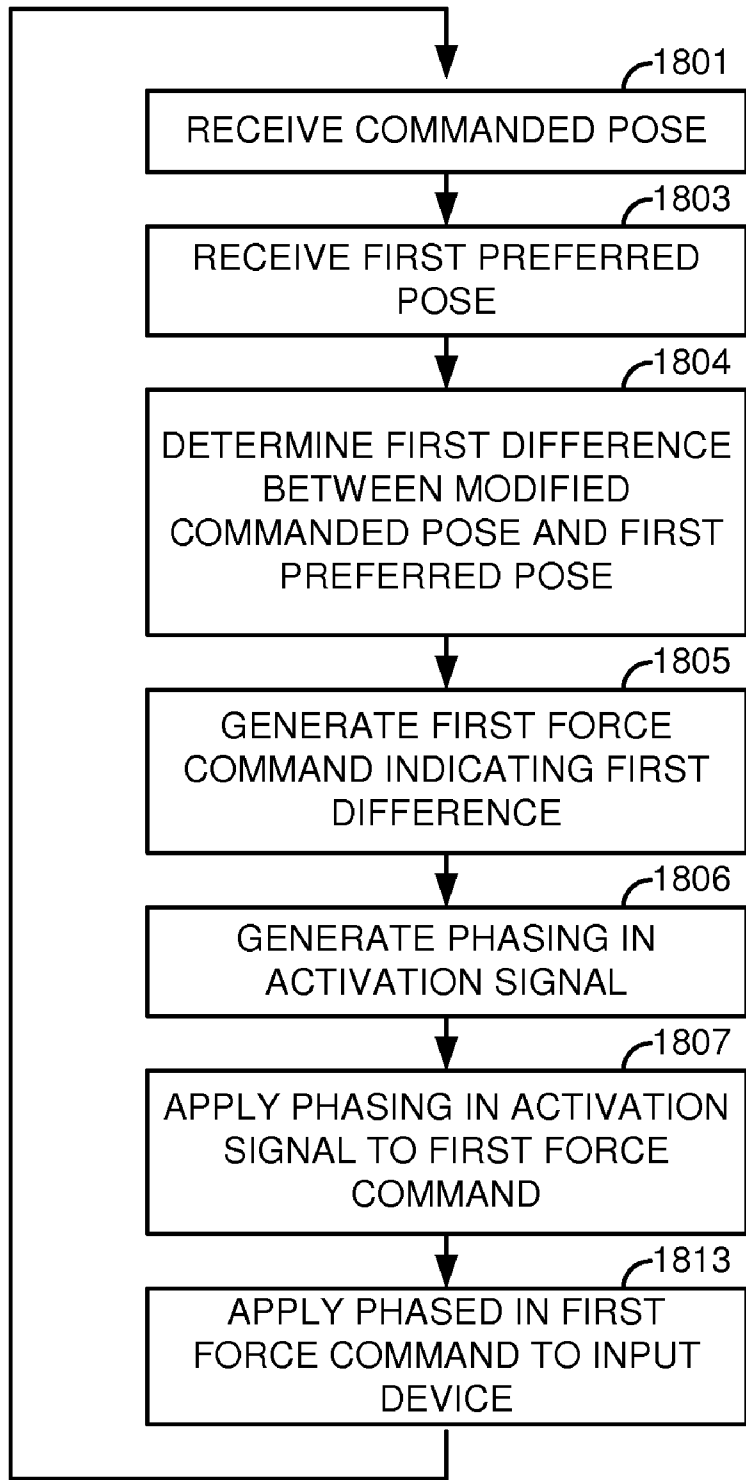 1801
RECEIVE COMMANDED POSE
1803
RECEIVE FIRST PREFERRED
POSE
1804
DETERMINE FIRST DIFFERENCE
BETWEEN MODIFIED
COMMANDED POSE AND FIRST
PREFERRED POSE
1805
GENERATE FIRST FORCE
COMMAND INDICATING FIRST
DIFFERENCE
1806
GENERATE PHASING IN
ACTIVATION SIGNAL
1807
APPLY PHASING IN ACTIVATION
SIGNAL TO FIRST FORCE
COMMAND
1813
APPLY PHASED IN FIRST
FORCE COMMAND TO INPUT
DEVICE